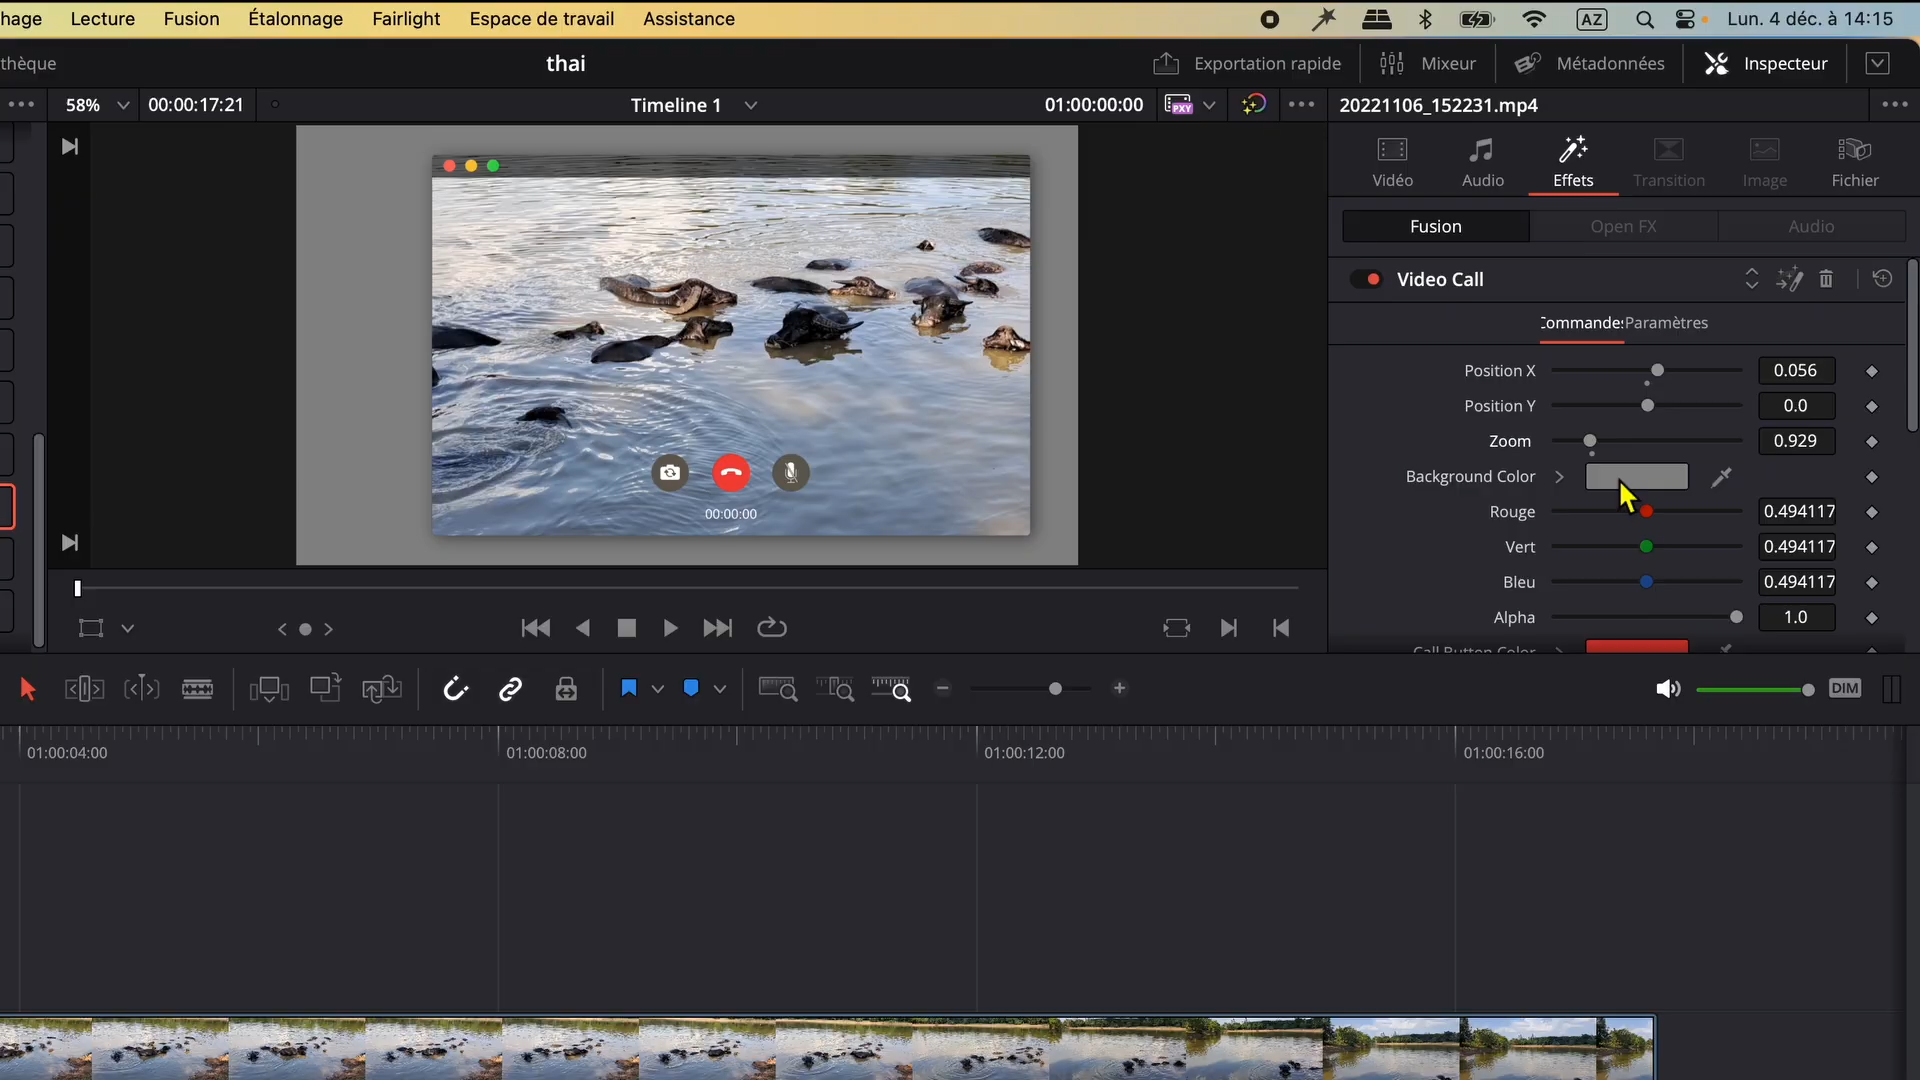 hage Lecture Fusion Étalonnage Fairlight Espace de travail Assistance AZ Lun. 4 déc. à 14:15
thèque thai Exportation rapide Mixeur Métadonnées Inspecteur
58% 00:00:17:21 Timeline 1 01:00:00:00 PXY 20221106_152231.mp4
Vidéo Audio Effets Transition Image Fichier
Fusion Open FX Audio
Video Call
Commandes Paramètres
Position X 0.056
Position Y 0.0
Zoom 0.929
Background Color
Rouge 0.494117
Vert 0.494117
00:00:00
Bleu 0.494117
Alpha 1.0
Call Button Color
DIM
01:00:04:00 01:00:08:00 01:00:12:00 01:00:16:00